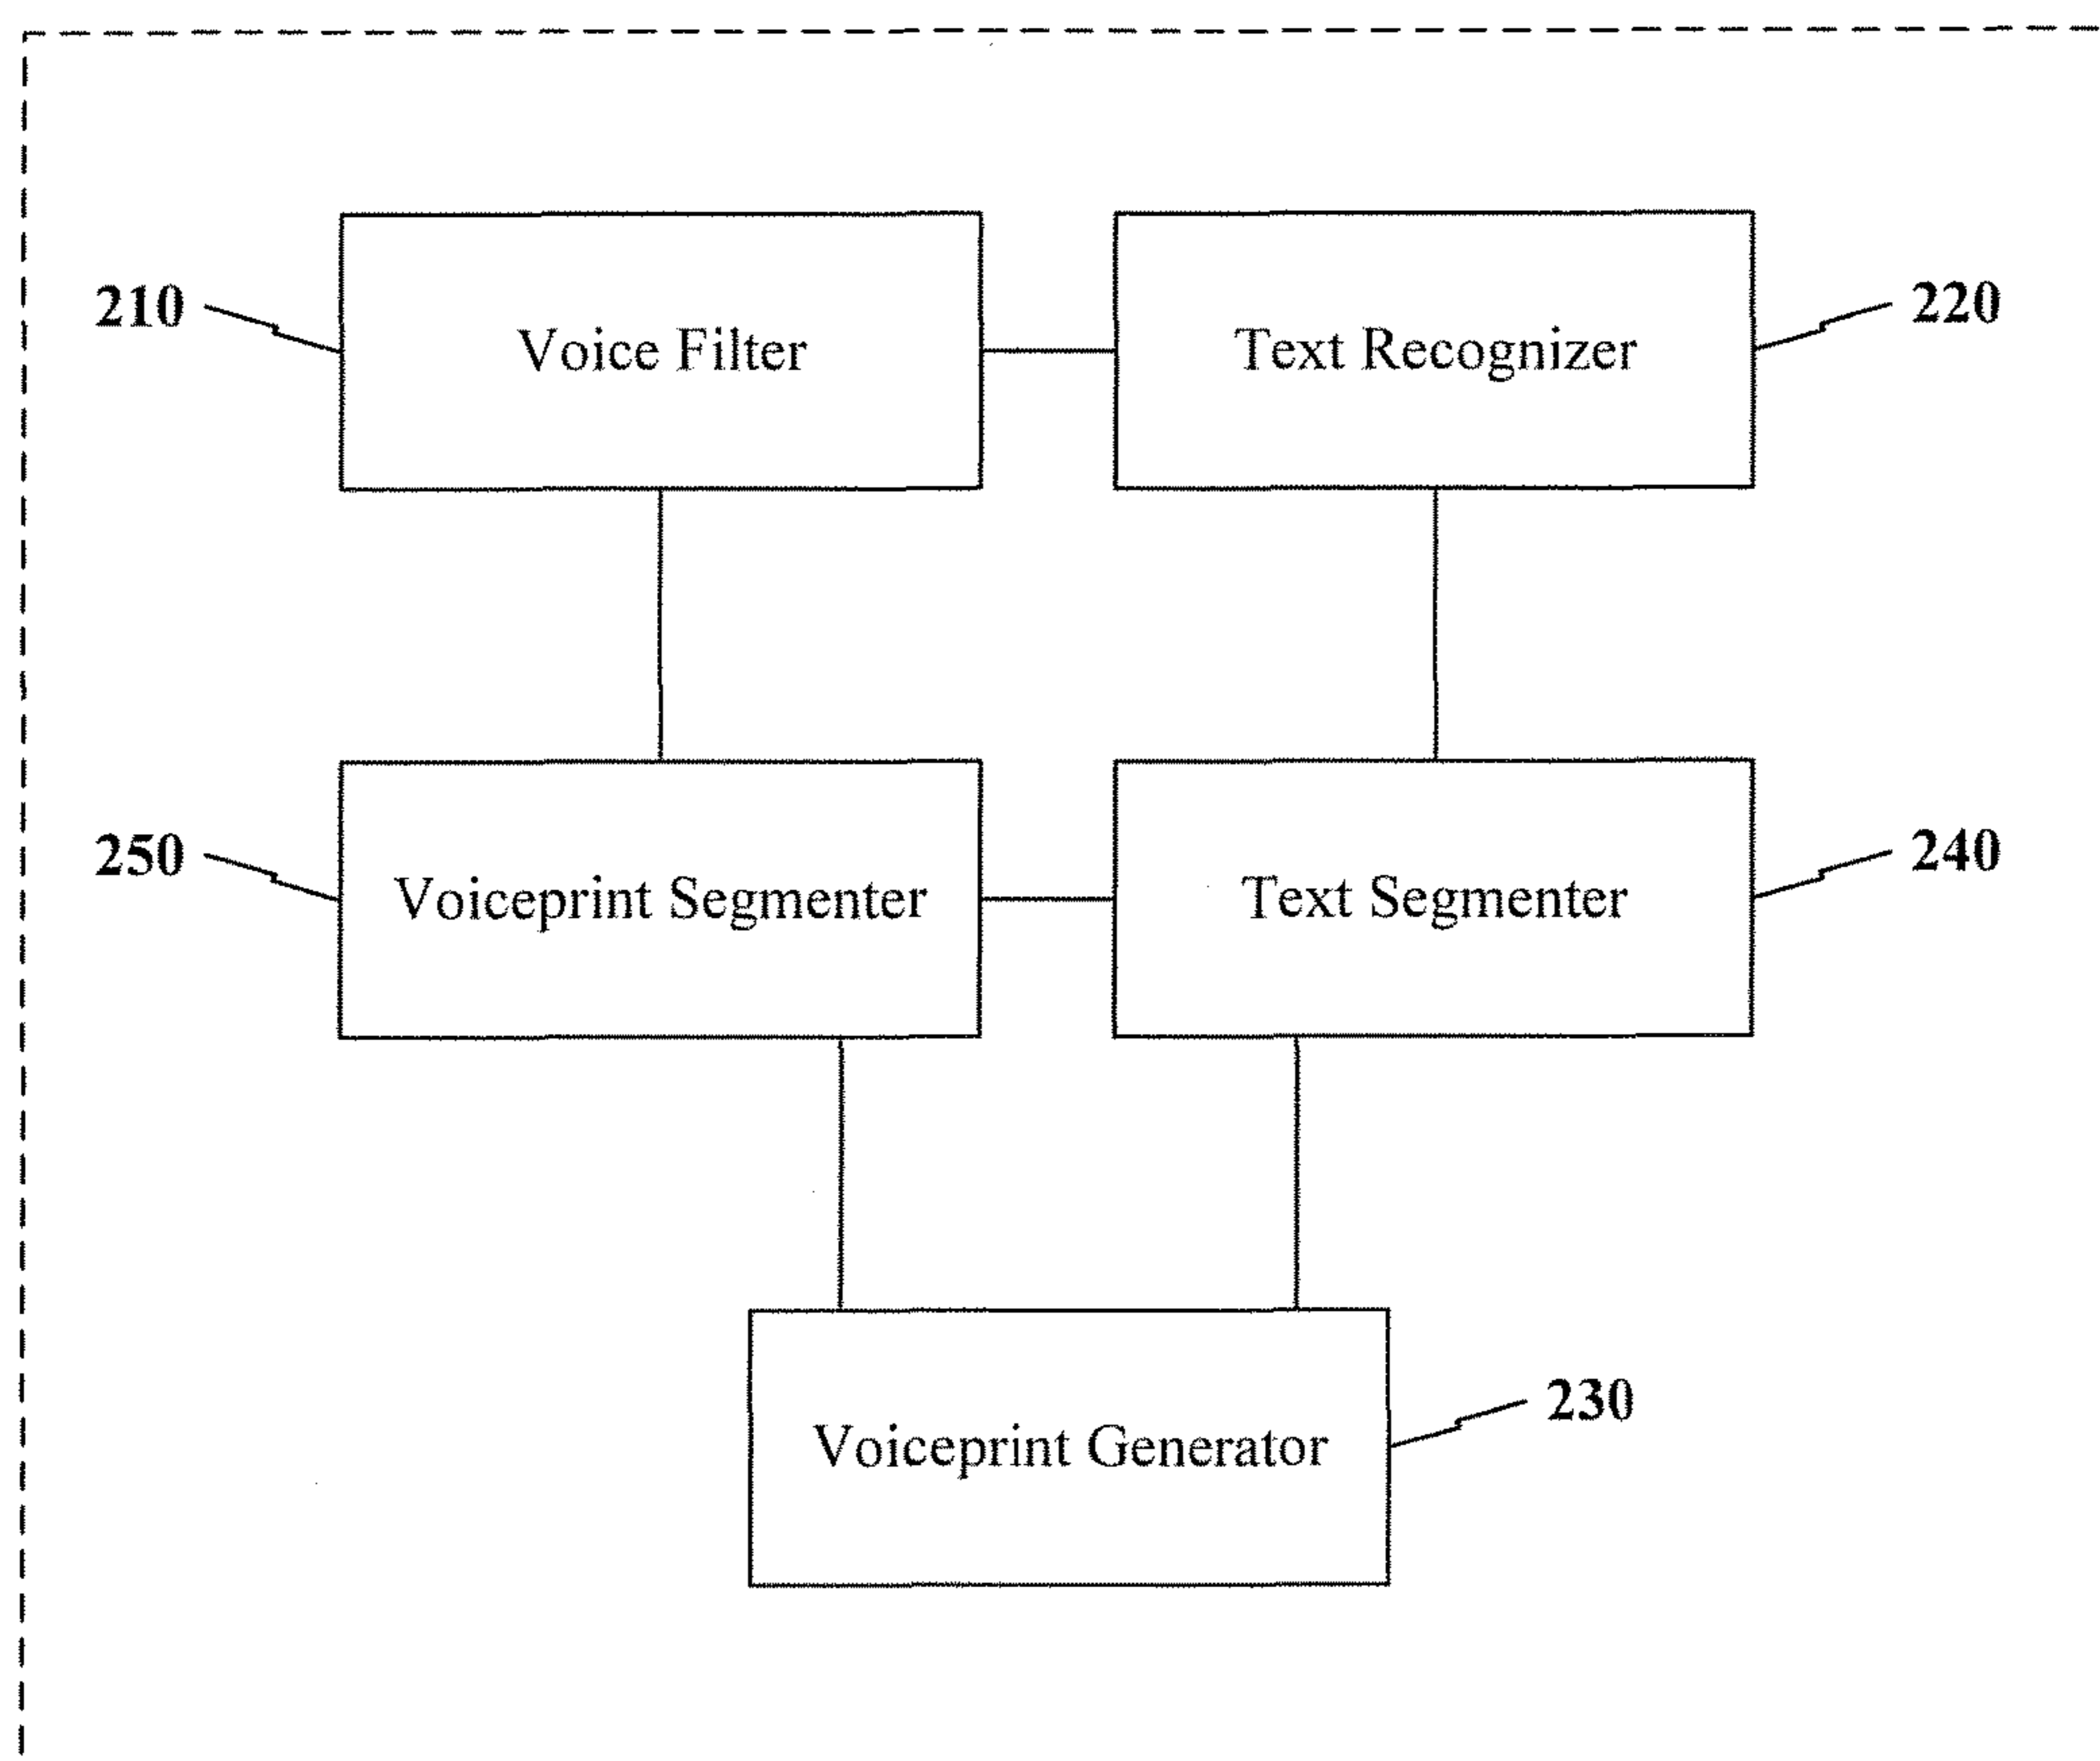 210
Voice Filter
Text Recognizer
220
250
Voiceprint Segmenter
Text Segmenter
240
Voiceprint Generator
230